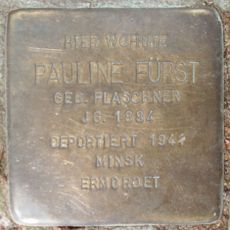 HIER WOHNTE
PAULINE FÜRST
GEB. FLASCHNER
JG. 1884
DEPORTIERT 1941
MINSK
ERMORDET